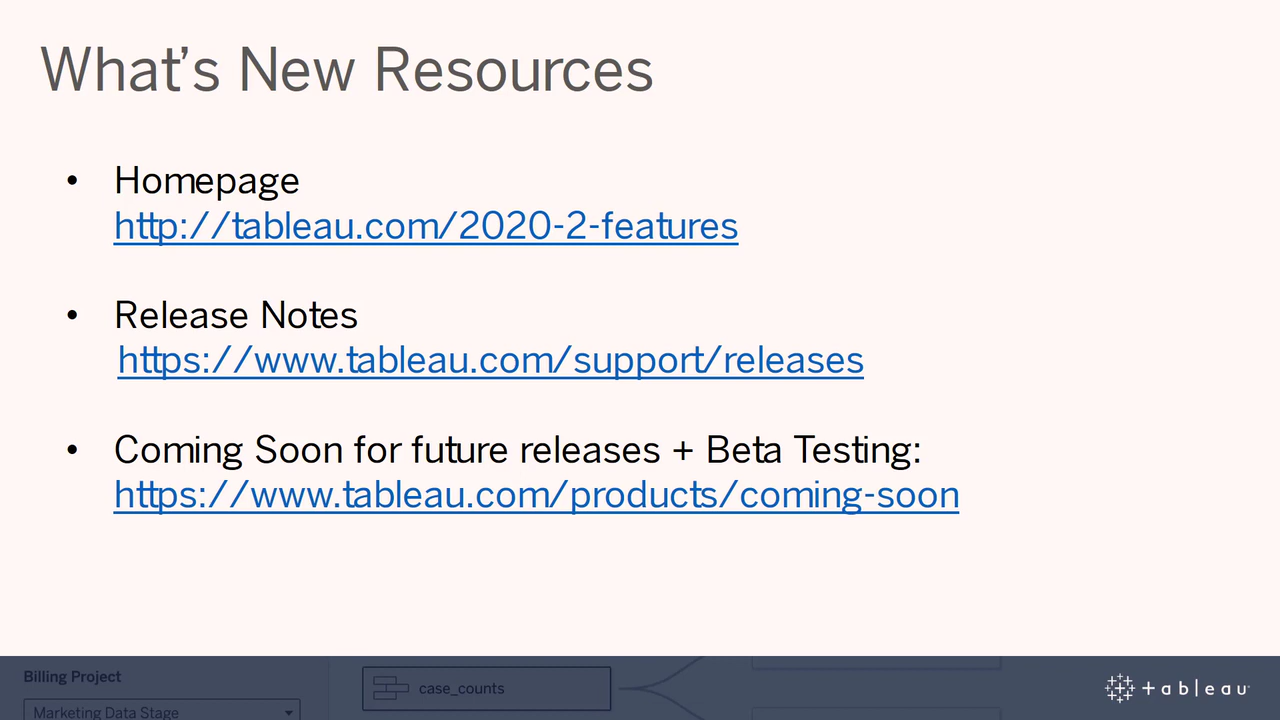 What's New Resources
• Homepage
http://tableau.com/2020-2-features
• Release Notes
https://www.tableau.com/support/releases
• Coming Soon for future releases + Beta Testing:
https://www.tableau.com/products/coming-soon
Billing Project
case_counts
Marketing Data Stage
+ableau